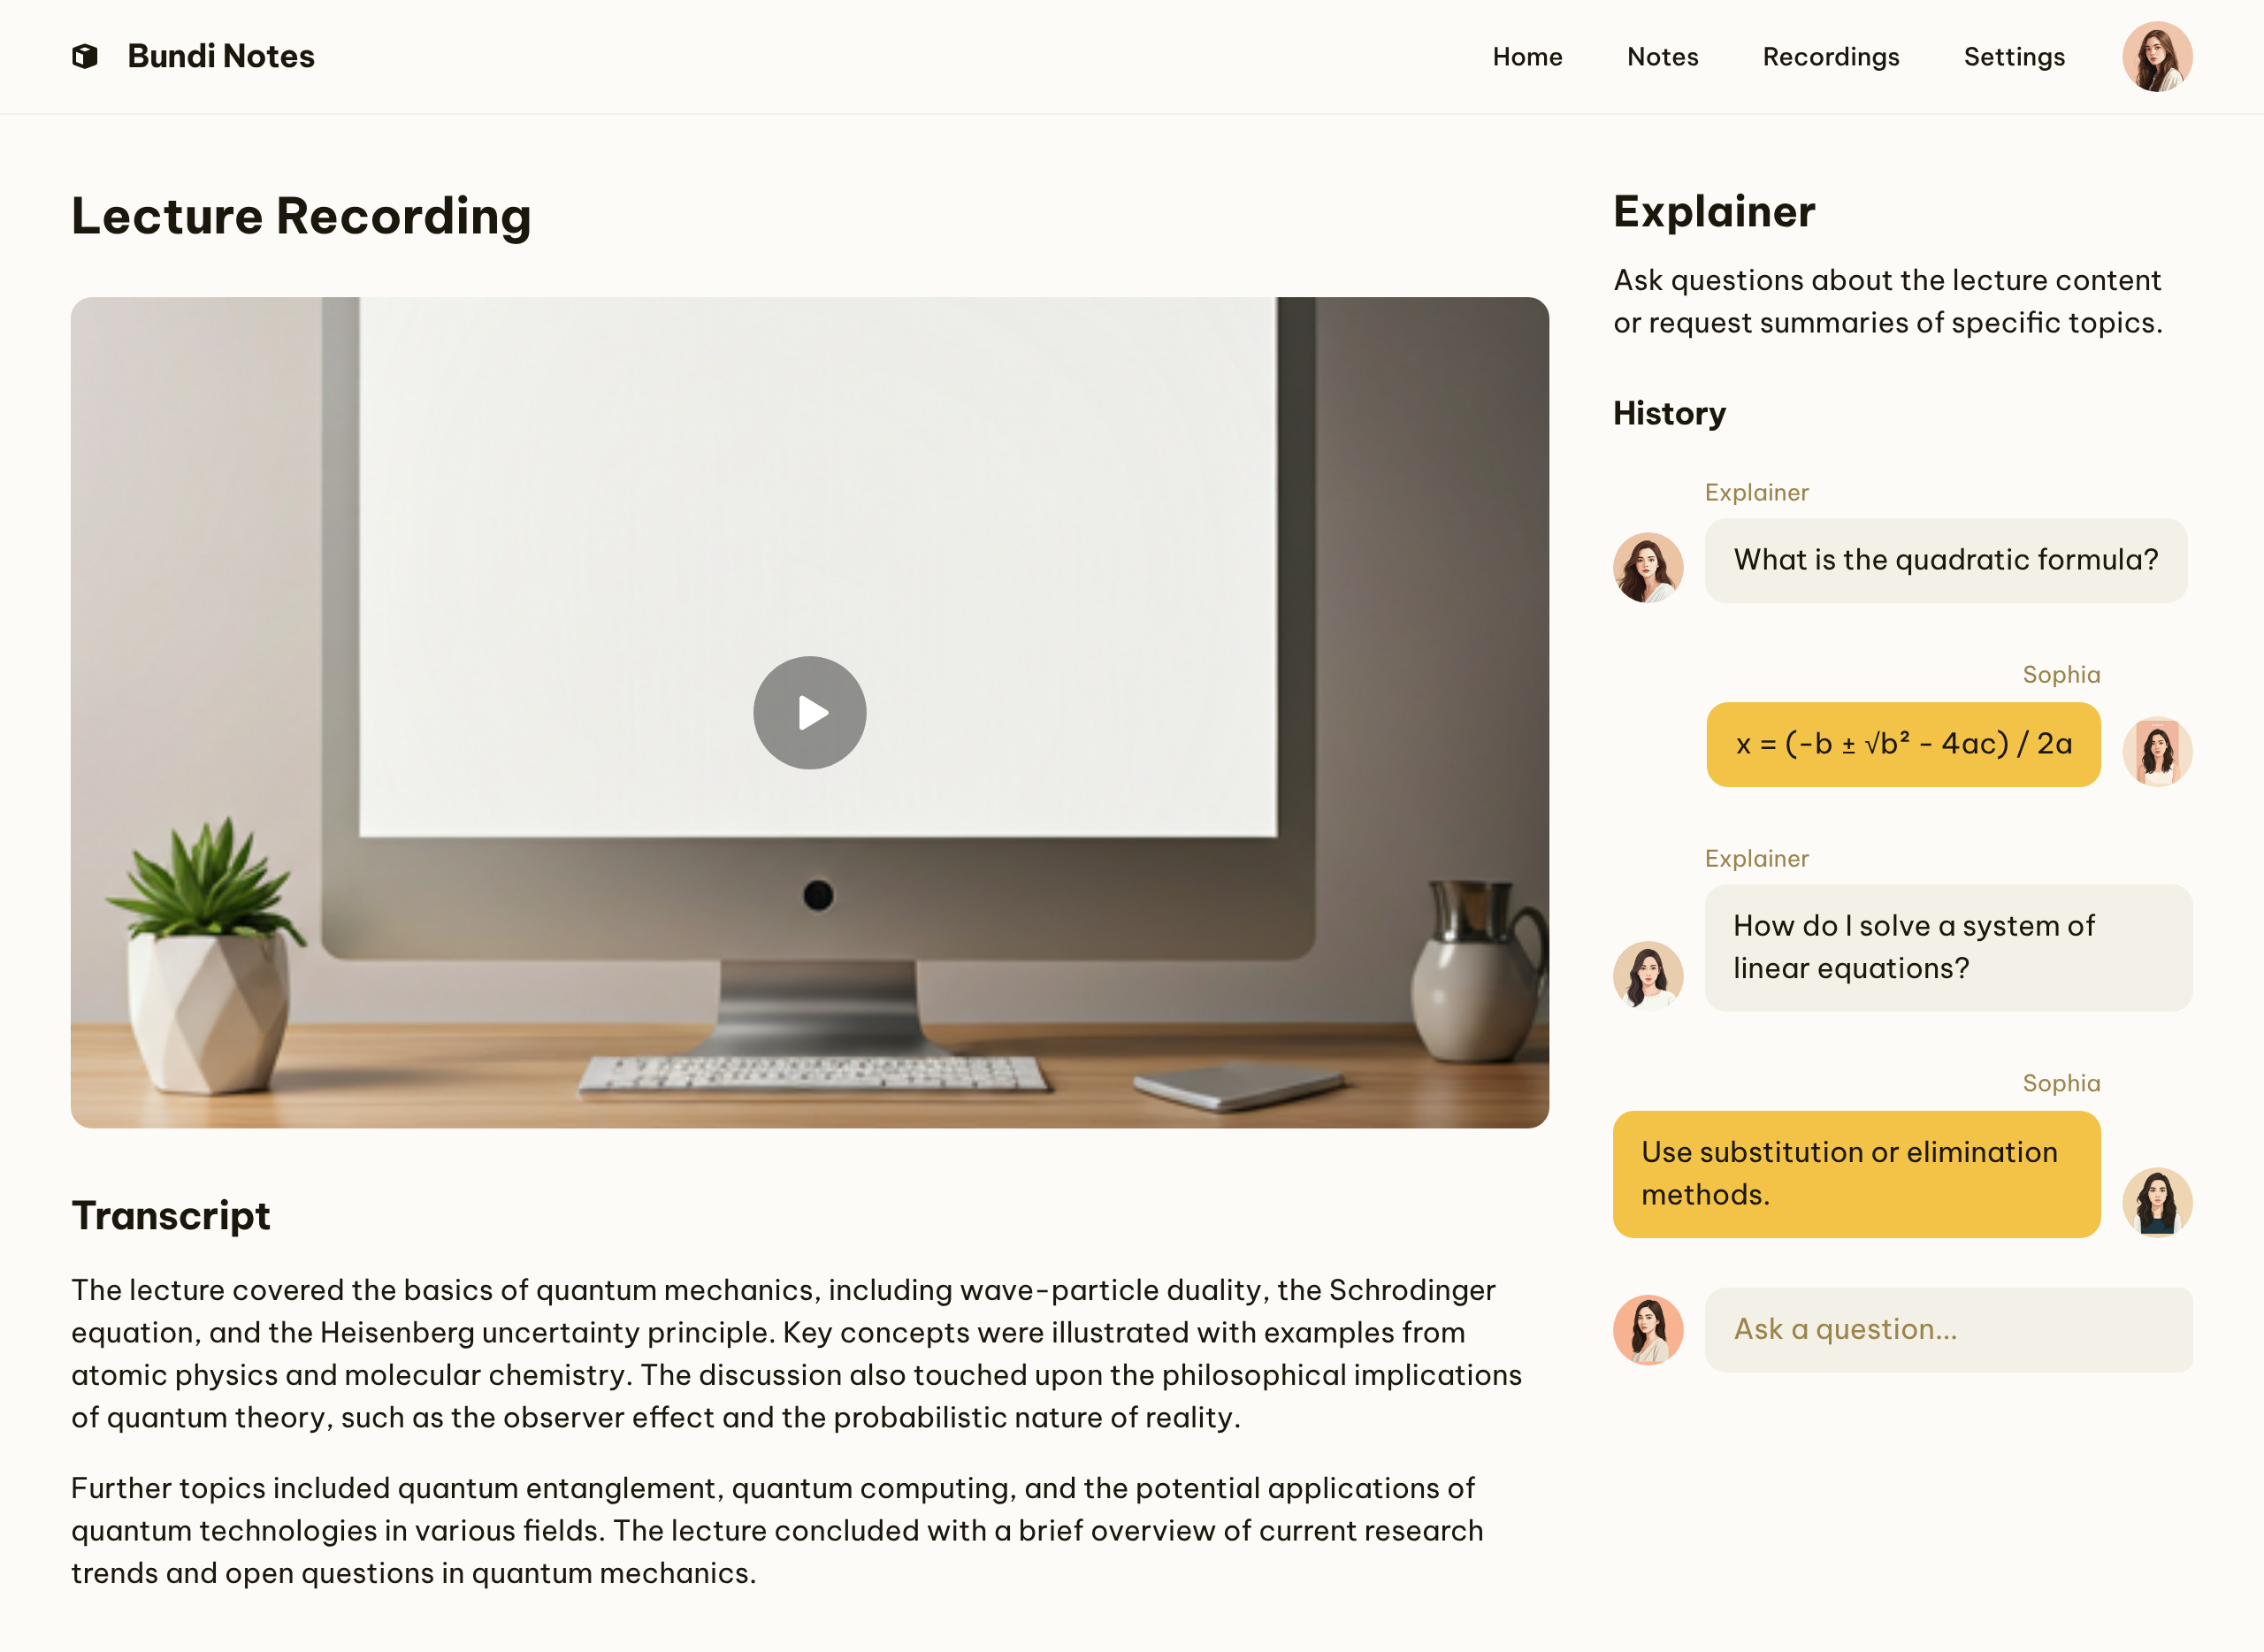 Bundi Notes
Home
Notes
Recordings
Settings
Lecture Recording
Transcript
The lecture covered the basics of quantum mechanics, including wave-particle duality, the Schrodinger
equation, and the Heisenberg uncertainty principle. Key concepts were illustrated with examples from
atomic physics and molecular chemistry. The discussion also touched upon the philosophical implications
of quantum theory, such as the observer effect and the probabilistic nature of reality.
Further topics included quantum entanglement, quantum computing, and the potential applications of
quantum technologies in various fields. The lecture concluded with a brief overview of current research
trends and open questions in quantum mechanics.
Explainer
Ask questions about the lecture content
or request summaries of specific topics.
History
Explainer
What is the quadratic formula?
Sophia
x = (-b ± √b² - 4ac) / 2a
Explainer
How do I solve a system of
linear equations?
Sophia
Use substitution or elimination
methods.
Ask a question...